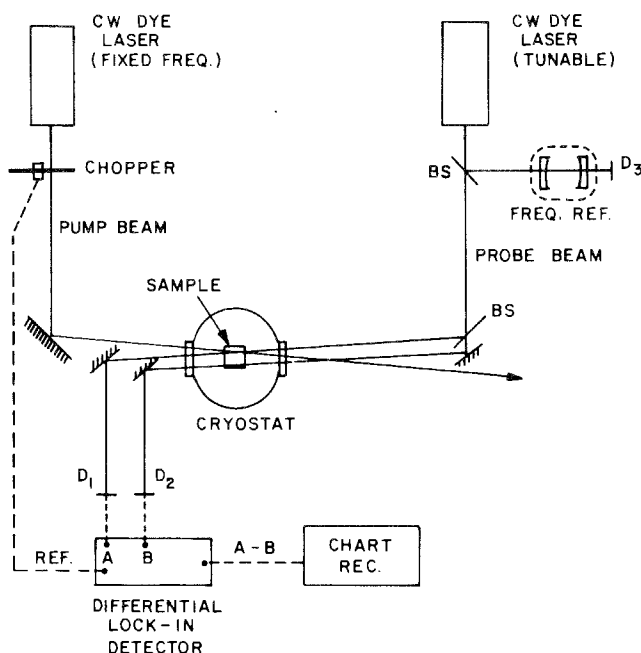 CW DYE
LASER
(FIXED FREQ.)
CW DYE
LASER
(TUNABLE)
CHOPPER
BS
D3
FREQ. REF.
PUMP BEAM
PROBE BEAM
SAMPLE
BS
CRYOSTAT
D1
D2
REF.
A
B
A-B
CHART
REC.
DIFFERENTIAL
LOCK-IN
DETECTOR